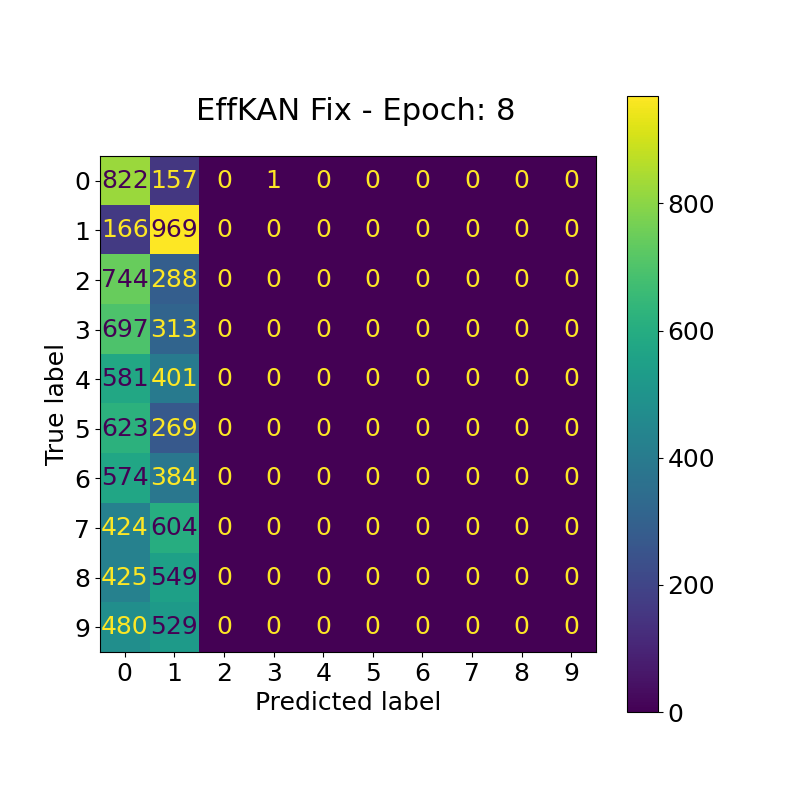 EffKAN Fix - Epoch: 8
0 822 157 0 1 0 0 0 0 0 0
1 166 969 0 0 0 0 0 0 0 0
2 744 288 0 0 0 0 0 0 0 0
3 697 313 0 0 0 0 0 0 0 0
4 581 401 0 0 0 0 0 0 0 0
5 623 269 0 0 0 0 0 0 0 0
6 574 384 0 0 0 0 0 0 0 0
7 424 604 0 0 0 0 0 0 0 0
8 425 549 0 0 0 0 0 0 0 0
9 480 529 0 0 0 0 0 0 0 0
0 1 2 3 4 5 6 7 8 9
Predicted label
True label
800
600
400
200
0